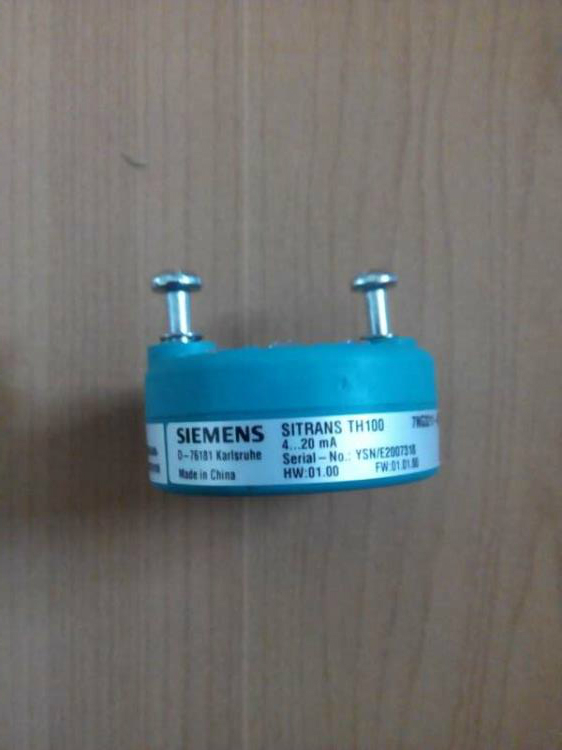 SIEMENS
D-76181 Karlsruhe
Made in China
SITRANS TH100
4...20 mA
Serial-No.: YSN/E2007518
HW:01.00
FW:01.01.